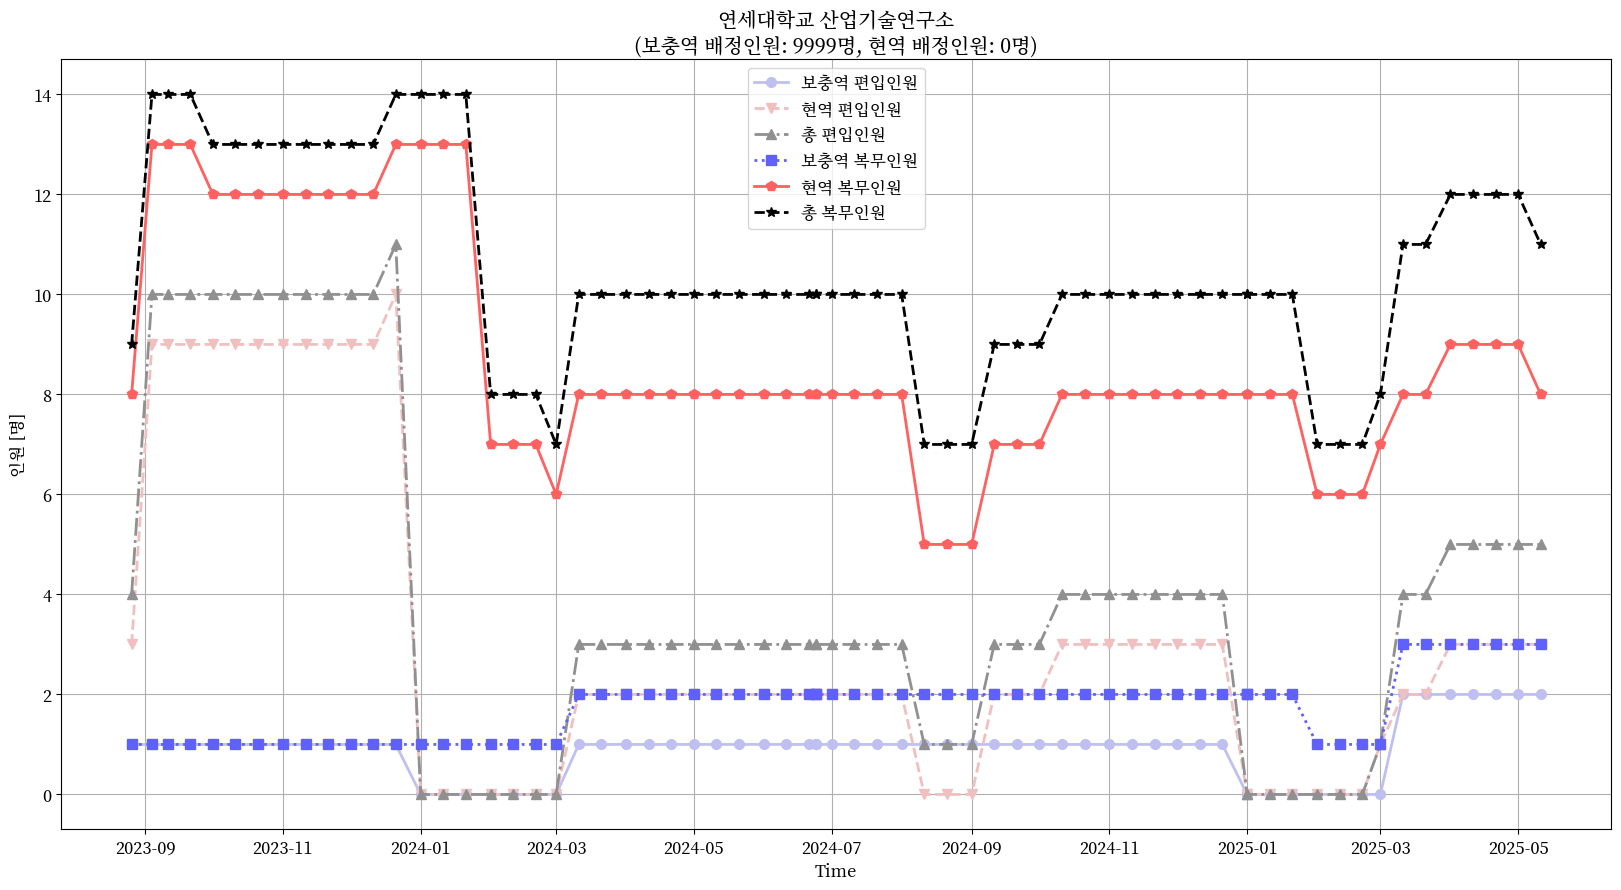 연세대학교 산업기술연구소
(보충역 배정인원: 9999명, 현역 배정인원: 0명)
보충역 편입인원
현역 편입인원
총 편입인원
보충역 복무인원
현역 복무인원
총 복무인원
인원 [명]
14
12
10
8
6
4
2
0
2023-09
2023-11
2024-01
2024-03
2024-05
2024-07
2024-09
2024-11
2025-01
2025-03
2025-05
Time